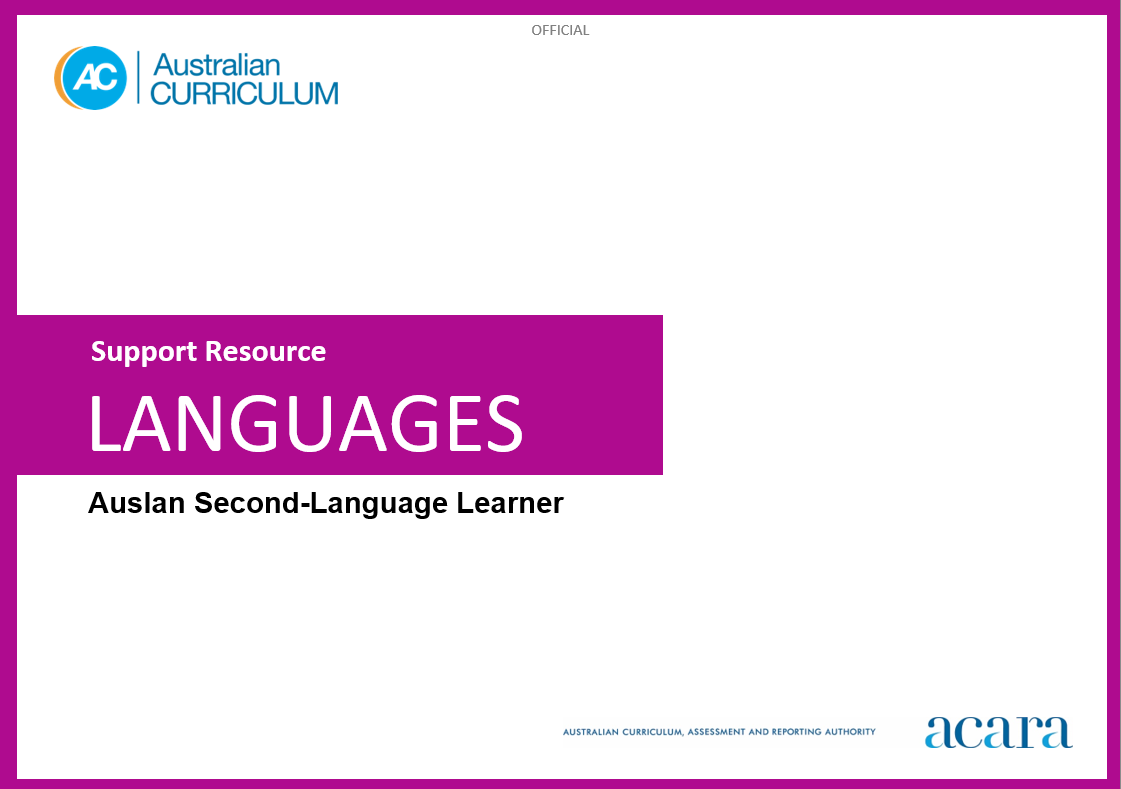 OFFICIAL
AC
Australian
CURRICULUM
Support Resource
LANGUAGES
Auslan Second-Language Learner
AUSTRALIAN CURRICULUM, ASSESSMENT AND REPORTING AUTHORITY
acara